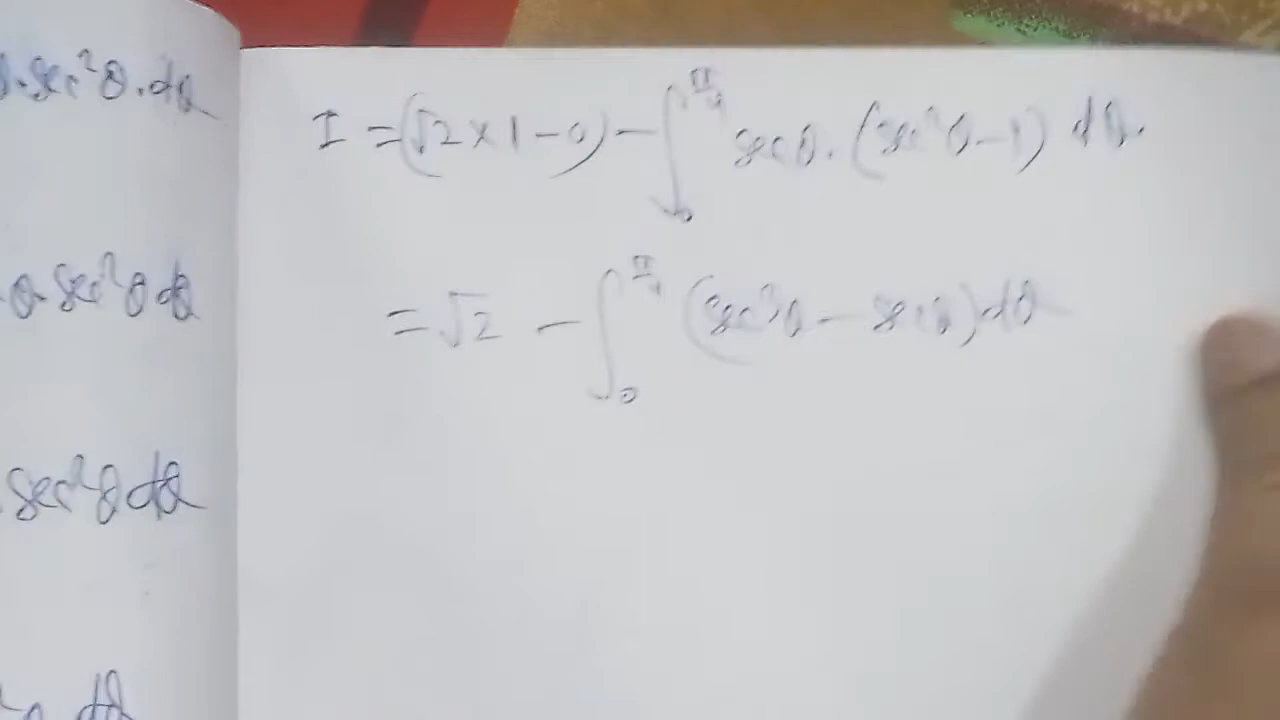 .sec²θ.dθ
I = (√2 × 1 - 0) - ∫₀^{π/4} secθ. (sec²θ - 1) dθ.
θ. sec²θ dθ
= √2 - ∫₀^{π/4} (sec³θ - secθ) dθ
sec²θ dθ
dθ